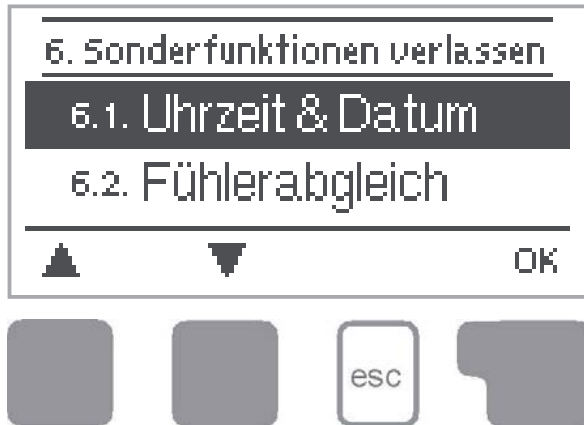 6. Sonderfunktionen verlassen
6.1. Uhrzeit & Datum
6.2. Fühlerabgleich
OK
esc